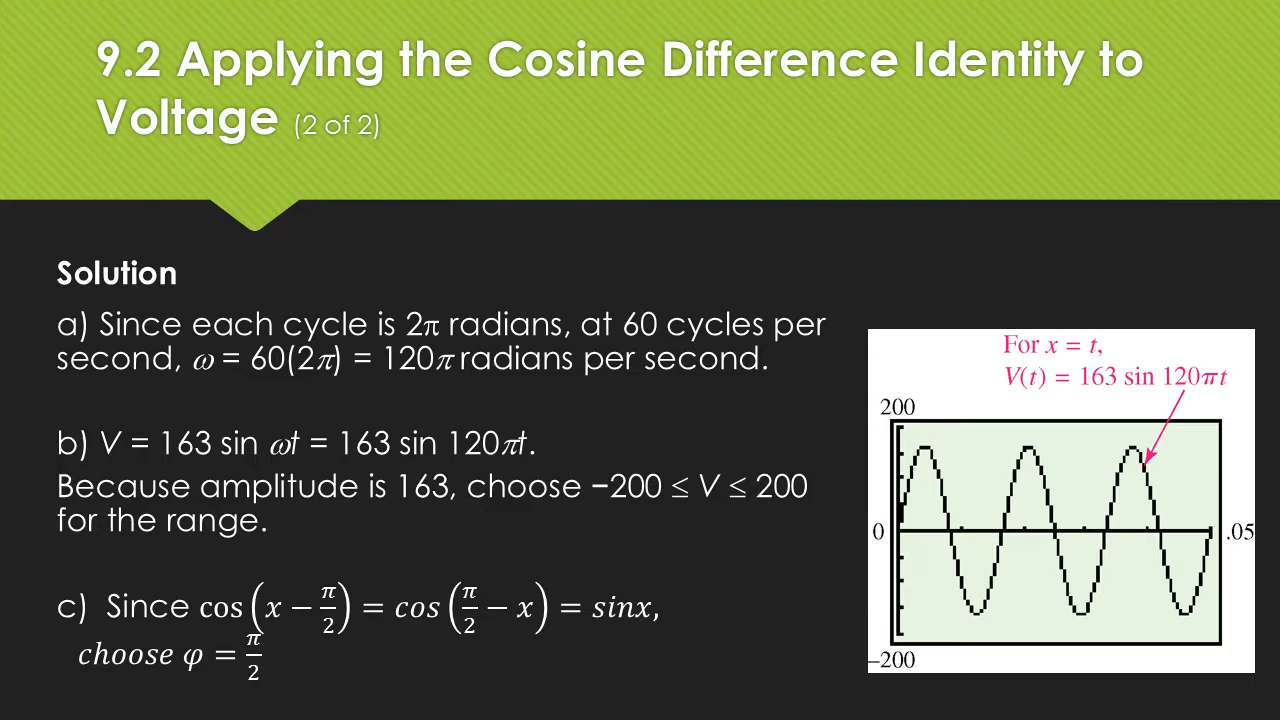 9.2 Applying the Cosine Difference Identity to
Voltage (2 of 2)
Solution
a) Since each cycle is 2π radians, at 60 cycles per
second, ω = 60(2π) = 120π radians per second.
b) V = 163 sin ωt = 163 sin 120πt.
Because amplitude is 163, choose −200 ≤ V ≤ 200
for the range.
c) Since cos(x − π/2) = cos(π/2 − x) = sinx,
choose φ = π/2
For x = t,
V(t) = 163 sin 120πt
200
0
.05
–200